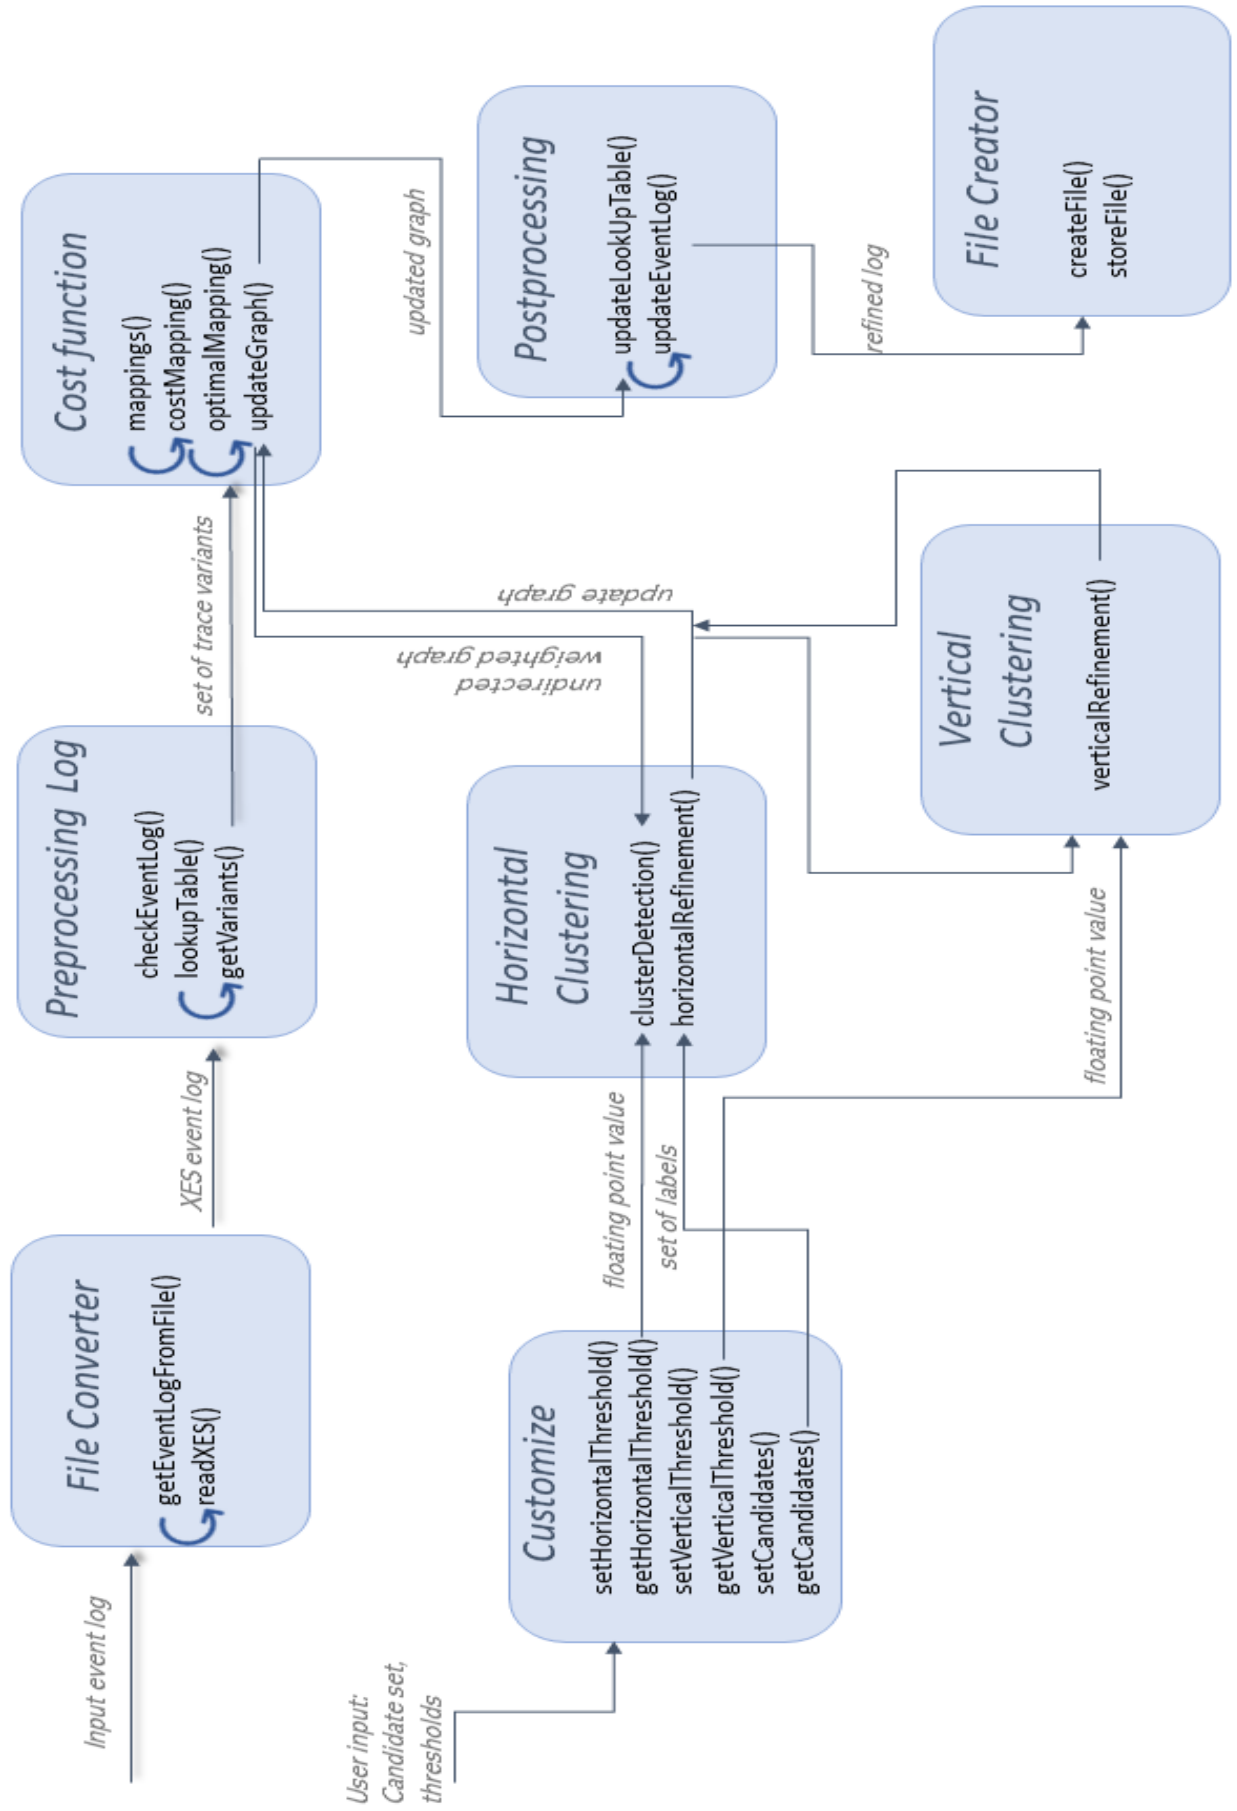 Input event log
File Converter
getEventLogFromFile()
readXES()
XES event log
Preprocessing Log
checkEventLog()
lookupTable()
getVariants()
set of trace variants
Cost function
mappings()
costMapping()
optimalMapping()
updateGraph()
User input:
Candidate set,
thresholds
Customize
setHorizontalThreshold()
getHorizontalThreshold()
setVerticalThreshold()
getVerticalThreshold()
setCandidates()
getCandidates()
floating point value
set of labels
Horizontal
Clustering
clusterDetection()
horizontalRefinement()
undirected
weighted graph
update graph
updated graph
Postprocessing
updateLookUpTable()
updateEventLog()
floating point value
Vertical
Clustering
verticalRefinement()
refined log
File Creator
createFile()
storeFile()